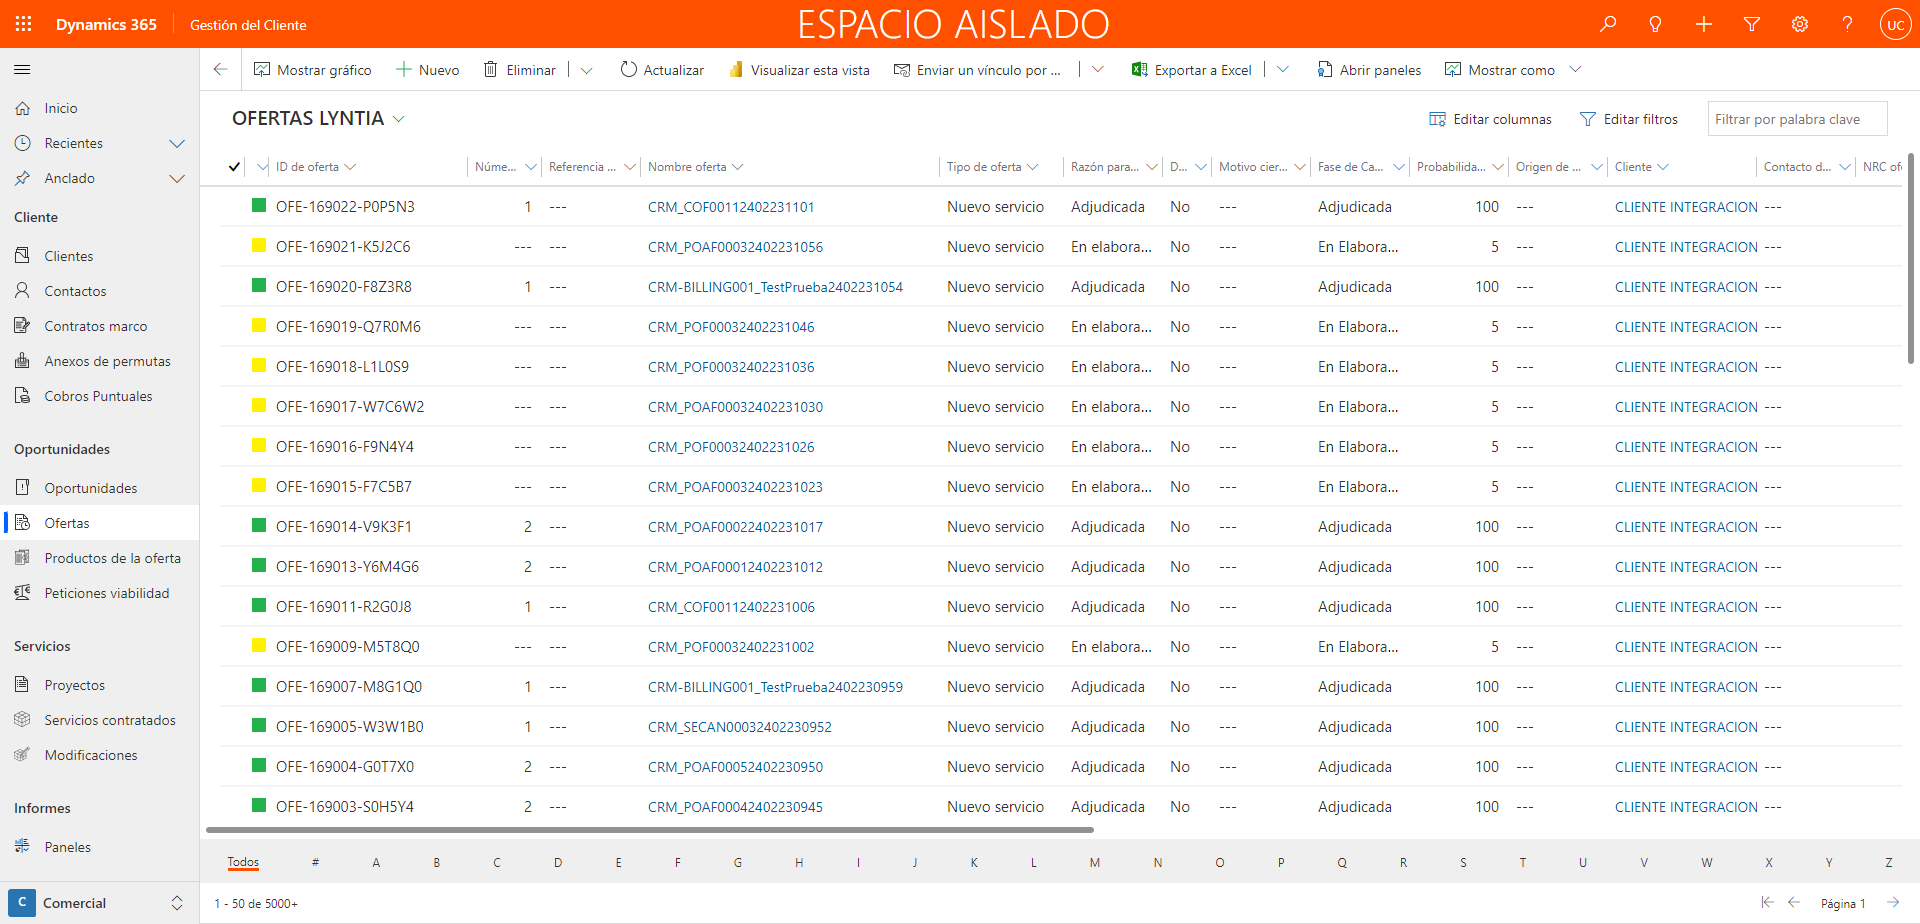 Dynamics 365 Gestión del Cliente ESPACIO AISLADO UC
Mostrar gráfico Nuevo Eliminar Actualizar Visualizar esta vista Enviar un vínculo por ... Exportar a Excel Abrir paneles Mostrar como
Inicio
Recientes
Anclado
Cliente
Clientes
Contactos
Contratos marco
Anexos de permutas
Cobros Puntuales
Oportunidades
Oportunidades
Ofertas
Productos de la oferta
Peticiones viabilidad
Servicios
Proyectos
Servicios contratados
Modificaciones
Informes
Paneles
C Comercial
OFERTAS LYNTIA Editar columnas Editar filtros Filtrar por palabra clave
ID de oferta Núme... Referencia ... Nombre oferta Tipo de oferta Razón para... D... Motivo cier... Fase de Ca... Probabilida... Origen de ... Cliente Contacto d... NRC of
OFE-169022-P0P5N3 1 --- CRM_COF00112402231101 Nuevo servicio Adjudicada No --- Adjudicada 100 --- CLIENTE INTEGRACION ---
OFE-169021-K5J2C6 --- --- CRM_POAF00032402231056 Nuevo servicio En elabora... No --- En Elabora... 5 --- CLIENTE INTEGRACION ---
OFE-169020-F8Z3R8 1 --- CRM-BILLING001_TestPrueba2402231054 Nuevo servicio Adjudicada No --- Adjudicada 100 --- CLIENTE INTEGRACION ---
OFE-169019-Q7R0M6 --- --- CRM_POF00032402231046 Nuevo servicio En elabora... No --- En Elabora... 5 --- CLIENTE INTEGRACION ---
OFE-169018-L1L0S9 --- --- CRM_POF00032402231036 Nuevo servicio En elabora... No --- En Elabora... 5 --- CLIENTE INTEGRACION ---
OFE-169017-W7C6W2 --- --- CRM_POAF00032402231030 Nuevo servicio En elabora... No --- En Elabora... 5 --- CLIENTE INTEGRACION ---
OFE-169016-F9N4Y4 --- --- CRM_POF00032402231026 Nuevo servicio En elabora... No --- En Elabora... 5 --- CLIENTE INTEGRACION ---
OFE-169015-F7C5B7 --- --- CRM_POAF00032402231023 Nuevo servicio En elabora... No --- En Elabora... 5 --- CLIENTE INTEGRACION ---
OFE-169014-V9K3F1 2 --- CRM_POAF00022402231017 Nuevo servicio Adjudicada No --- Adjudicada 100 --- CLIENTE INTEGRACION ---
OFE-169013-Y6M4G6 2 --- CRM_POAF00012402231012 Nuevo servicio Adjudicada No --- Adjudicada 100 --- CLIENTE INTEGRACION ---
OFE-169011-R2G0J8 1 --- CRM_COF00112402231006 Nuevo servicio Adjudicada No --- Adjudicada 100 --- CLIENTE INTEGRACION ---
OFE-169009-M5T8Q0 --- --- CRM_POF00032402231002 Nuevo servicio En elabora... No --- En Elabora... 5 --- CLIENTE INTEGRACION ---
OFE-169007-M8G1Q0 1 --- CRM-BILLING001_TestPrueba2402230959 Nuevo servicio Adjudicada No --- Adjudicada 100 --- CLIENTE INTEGRACION ---
OFE-169005-W3W1B0 1 --- CRM_SECAN00032402230952 Nuevo servicio Adjudicada No --- Adjudicada 100 --- CLIENTE INTEGRACION ---
OFE-169004-G0T7X0 2 --- CRM_POAF00052402230950 Nuevo servicio Adjudicada No --- Adjudicada 100 --- CLIENTE INTEGRACION ---
OFE-169003-S0H5Y4 2 --- CRM_POAF00042402230945 Nuevo servicio Adjudicada No --- Adjudicada 100 --- CLIENTE INTEGRACION ---
Todos # A B C D E F G H I J K L M N O P Q R S T U V W X Y Z
1 - 50 de 5000+ Página 1